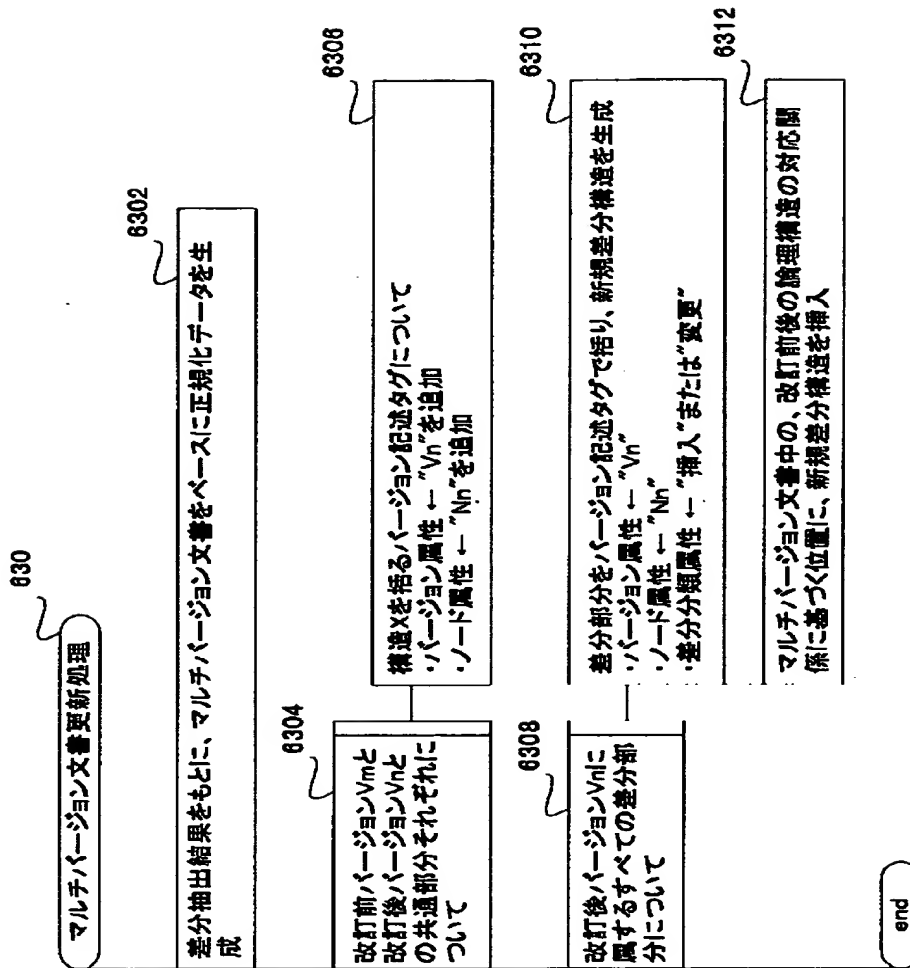 630
マルチバージョン文書更新処理
6302
差分抽出結果をもとに、マルチバージョン文書をベースに正規化データを生
成
6304
改訂前バージョンVmと
改訂後バージョンVnと
の共通部分それぞれに
ついて
6306
構造Xを括るバージョン記述タグについて
・バージョン属性 ← "Vn"を追加
・ノード属性 ← "Nn"を追加
6308
改訂後バージョンVnに
属するすべての差分部
分について
6310
差分部分をバージョン記述タグで括り、新規差分構造を生成
・バージョン属性 ← "Vn"
・ノード属性 ← "Nn"
・差分分類属性 ← "挿入"または"変更"
6312
マルチバージョン文書中の、改訂前後の論理構造の対応関
係に基づく位置に、新規差分構造を挿入
end